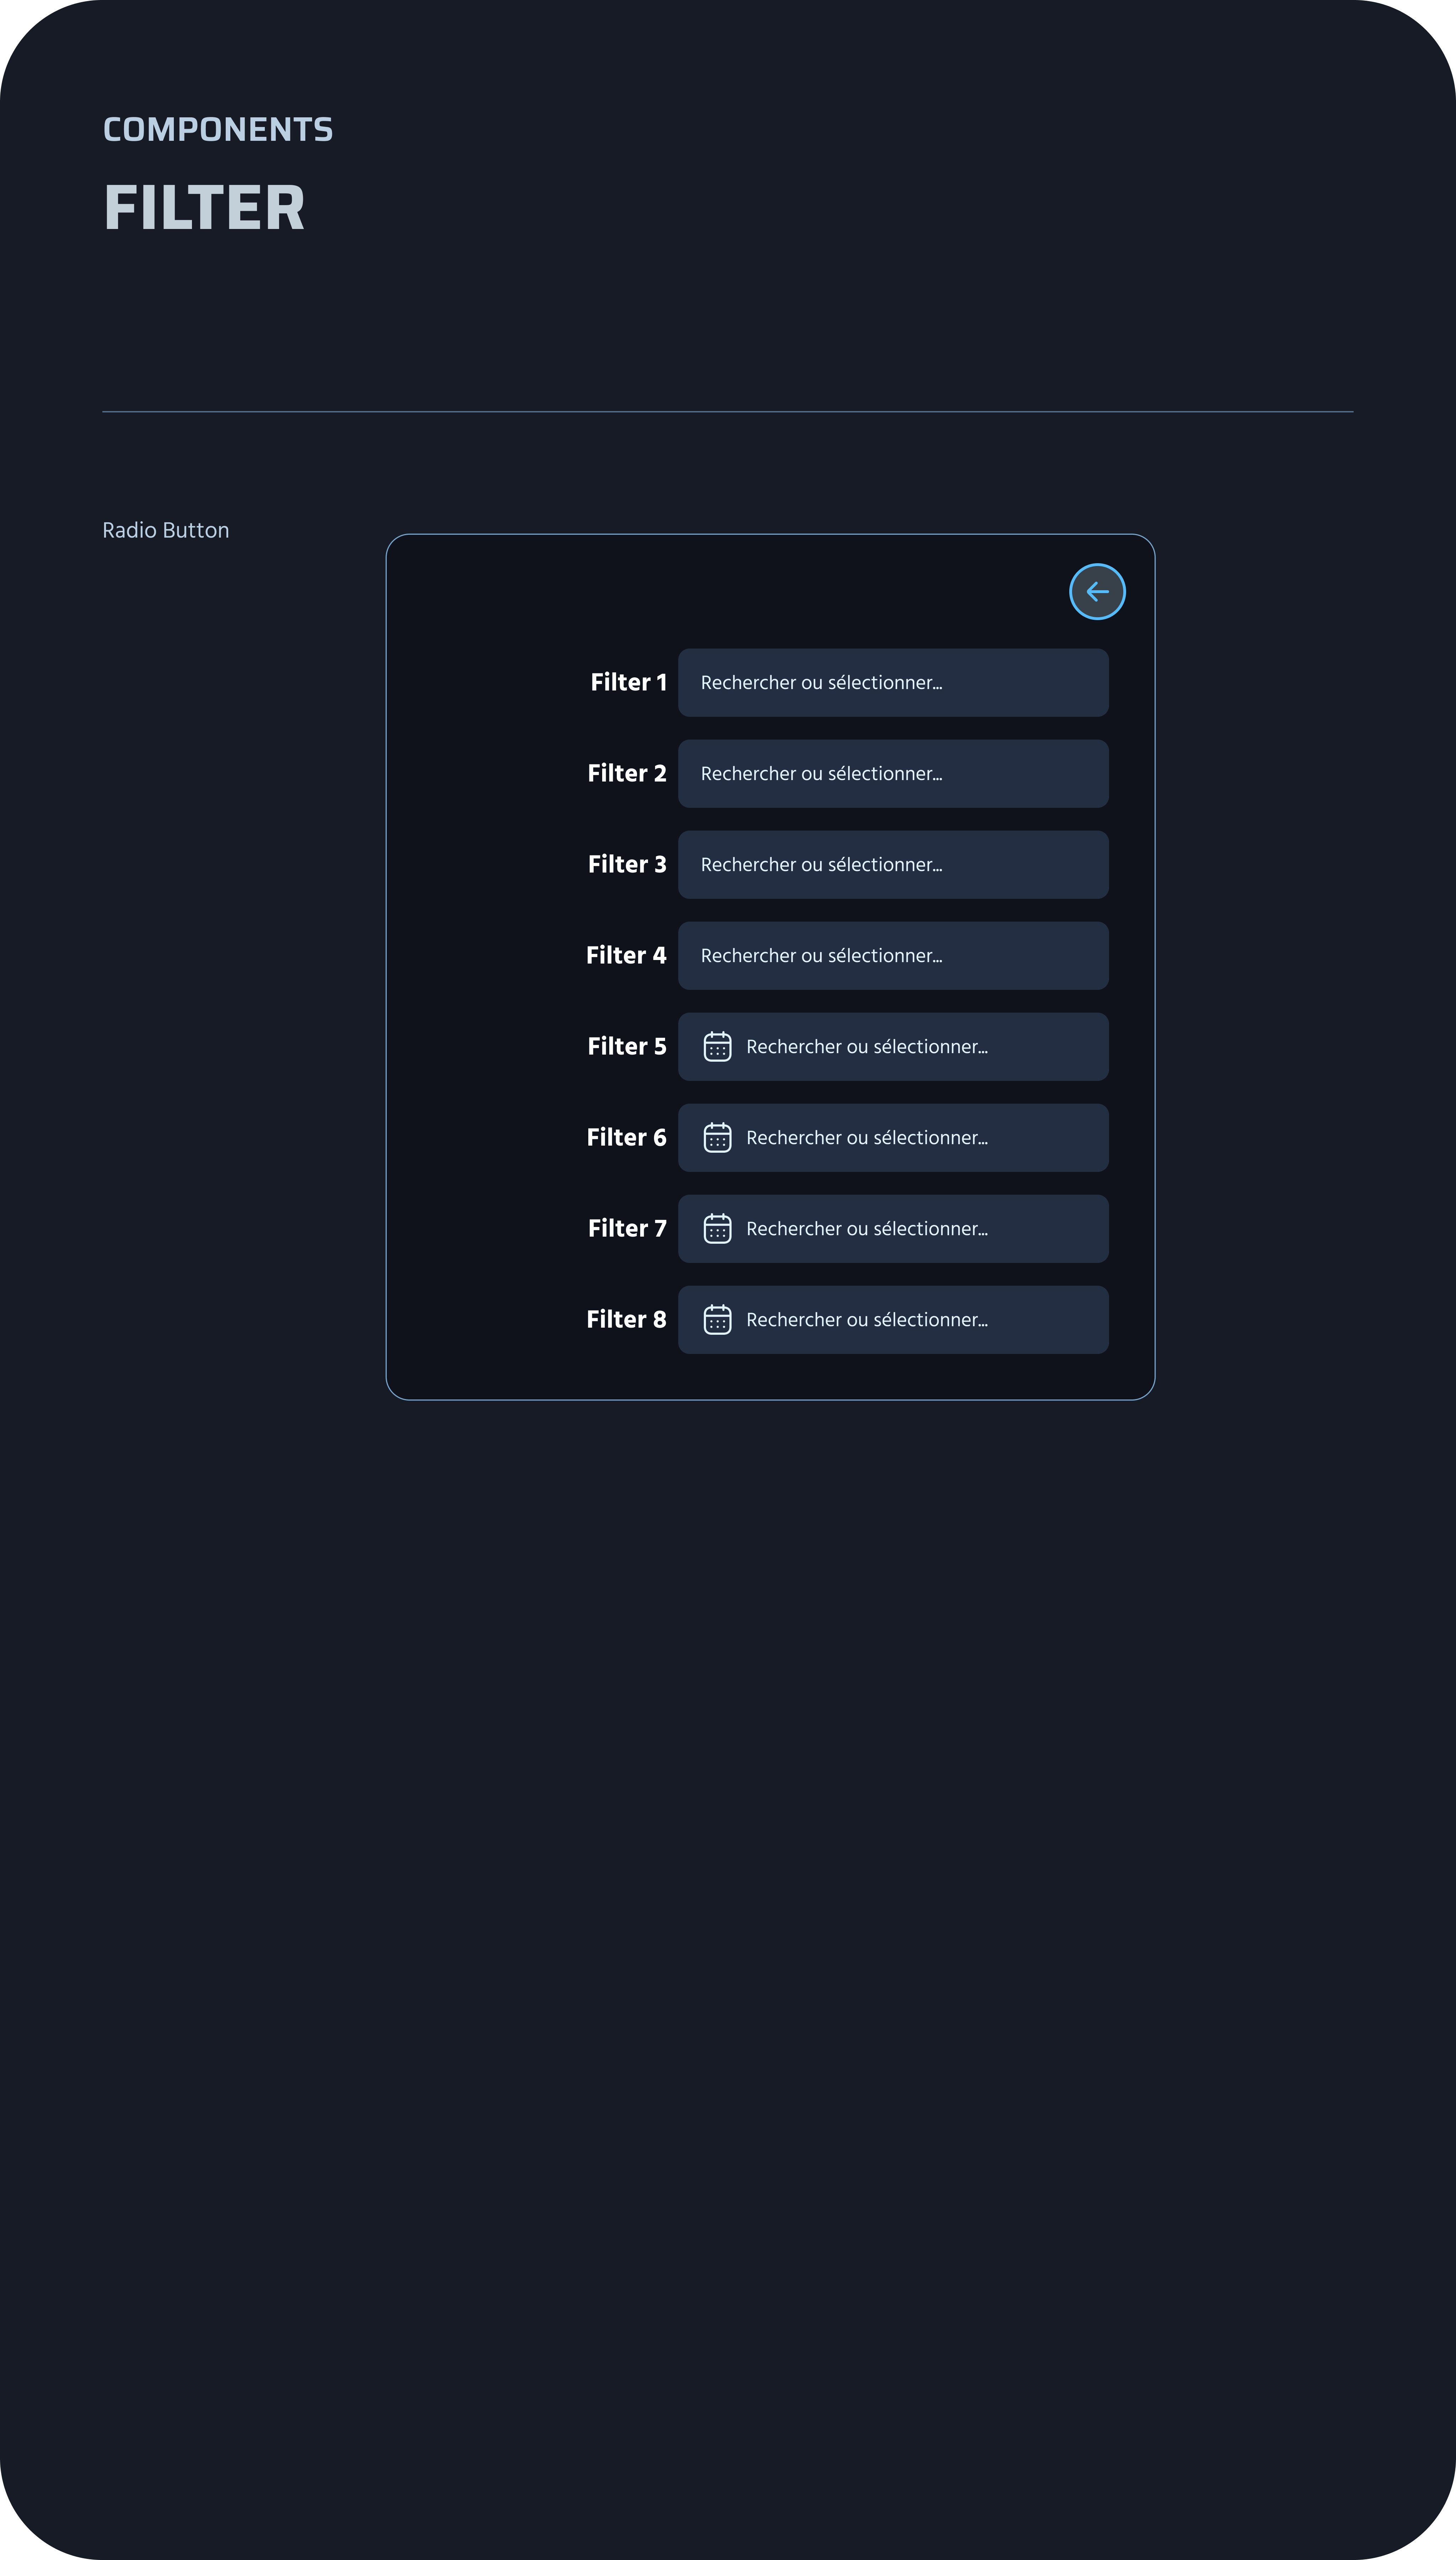 COMPONENTS
FILTER
Radio Button
Filter 1 Rechercher ou sélectionner...
Filter 2 Rechercher ou sélectionner...
Filter 3 Rechercher ou sélectionner...
Filter 4 Rechercher ou sélectionner...
Filter 5 Rechercher ou sélectionner...
Filter 6 Rechercher ou sélectionner...
Filter 7 Rechercher ou sélectionner...
Filter 8 Rechercher ou sélectionner...